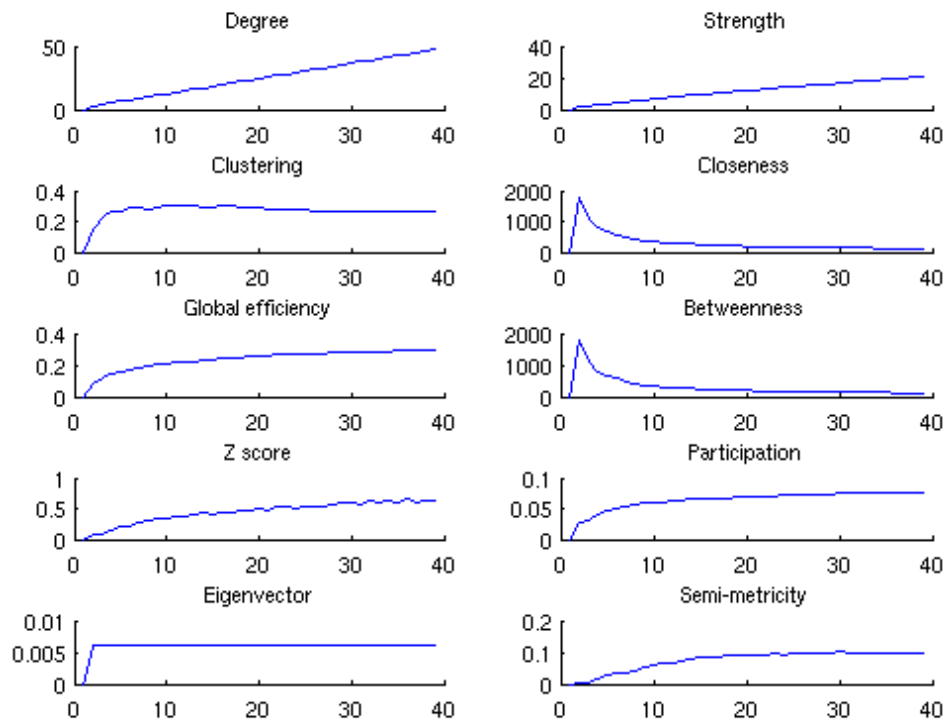 Degree
50
0
0 10 20 30 40
Strength
40
20
0
0 10 20 30 40
Clustering
0.4
0.2
0
0 10 20 30 40
Closeness
2000
1000
0
0 10 20 30 40
Global efficiency
0.4
0.2
0
0 10 20 30 40
Betweenness
2000
1000
0
0 10 20 30 40
Z score
1
0.5
0
0 10 20 30 40
Participation
0.1
0.05
0
0 10 20 30 40
Eigenvector
0.01
0.005
0
0 10 20 30 40
Semi-metricity
0.2
0.1
0
0 10 20 30 40